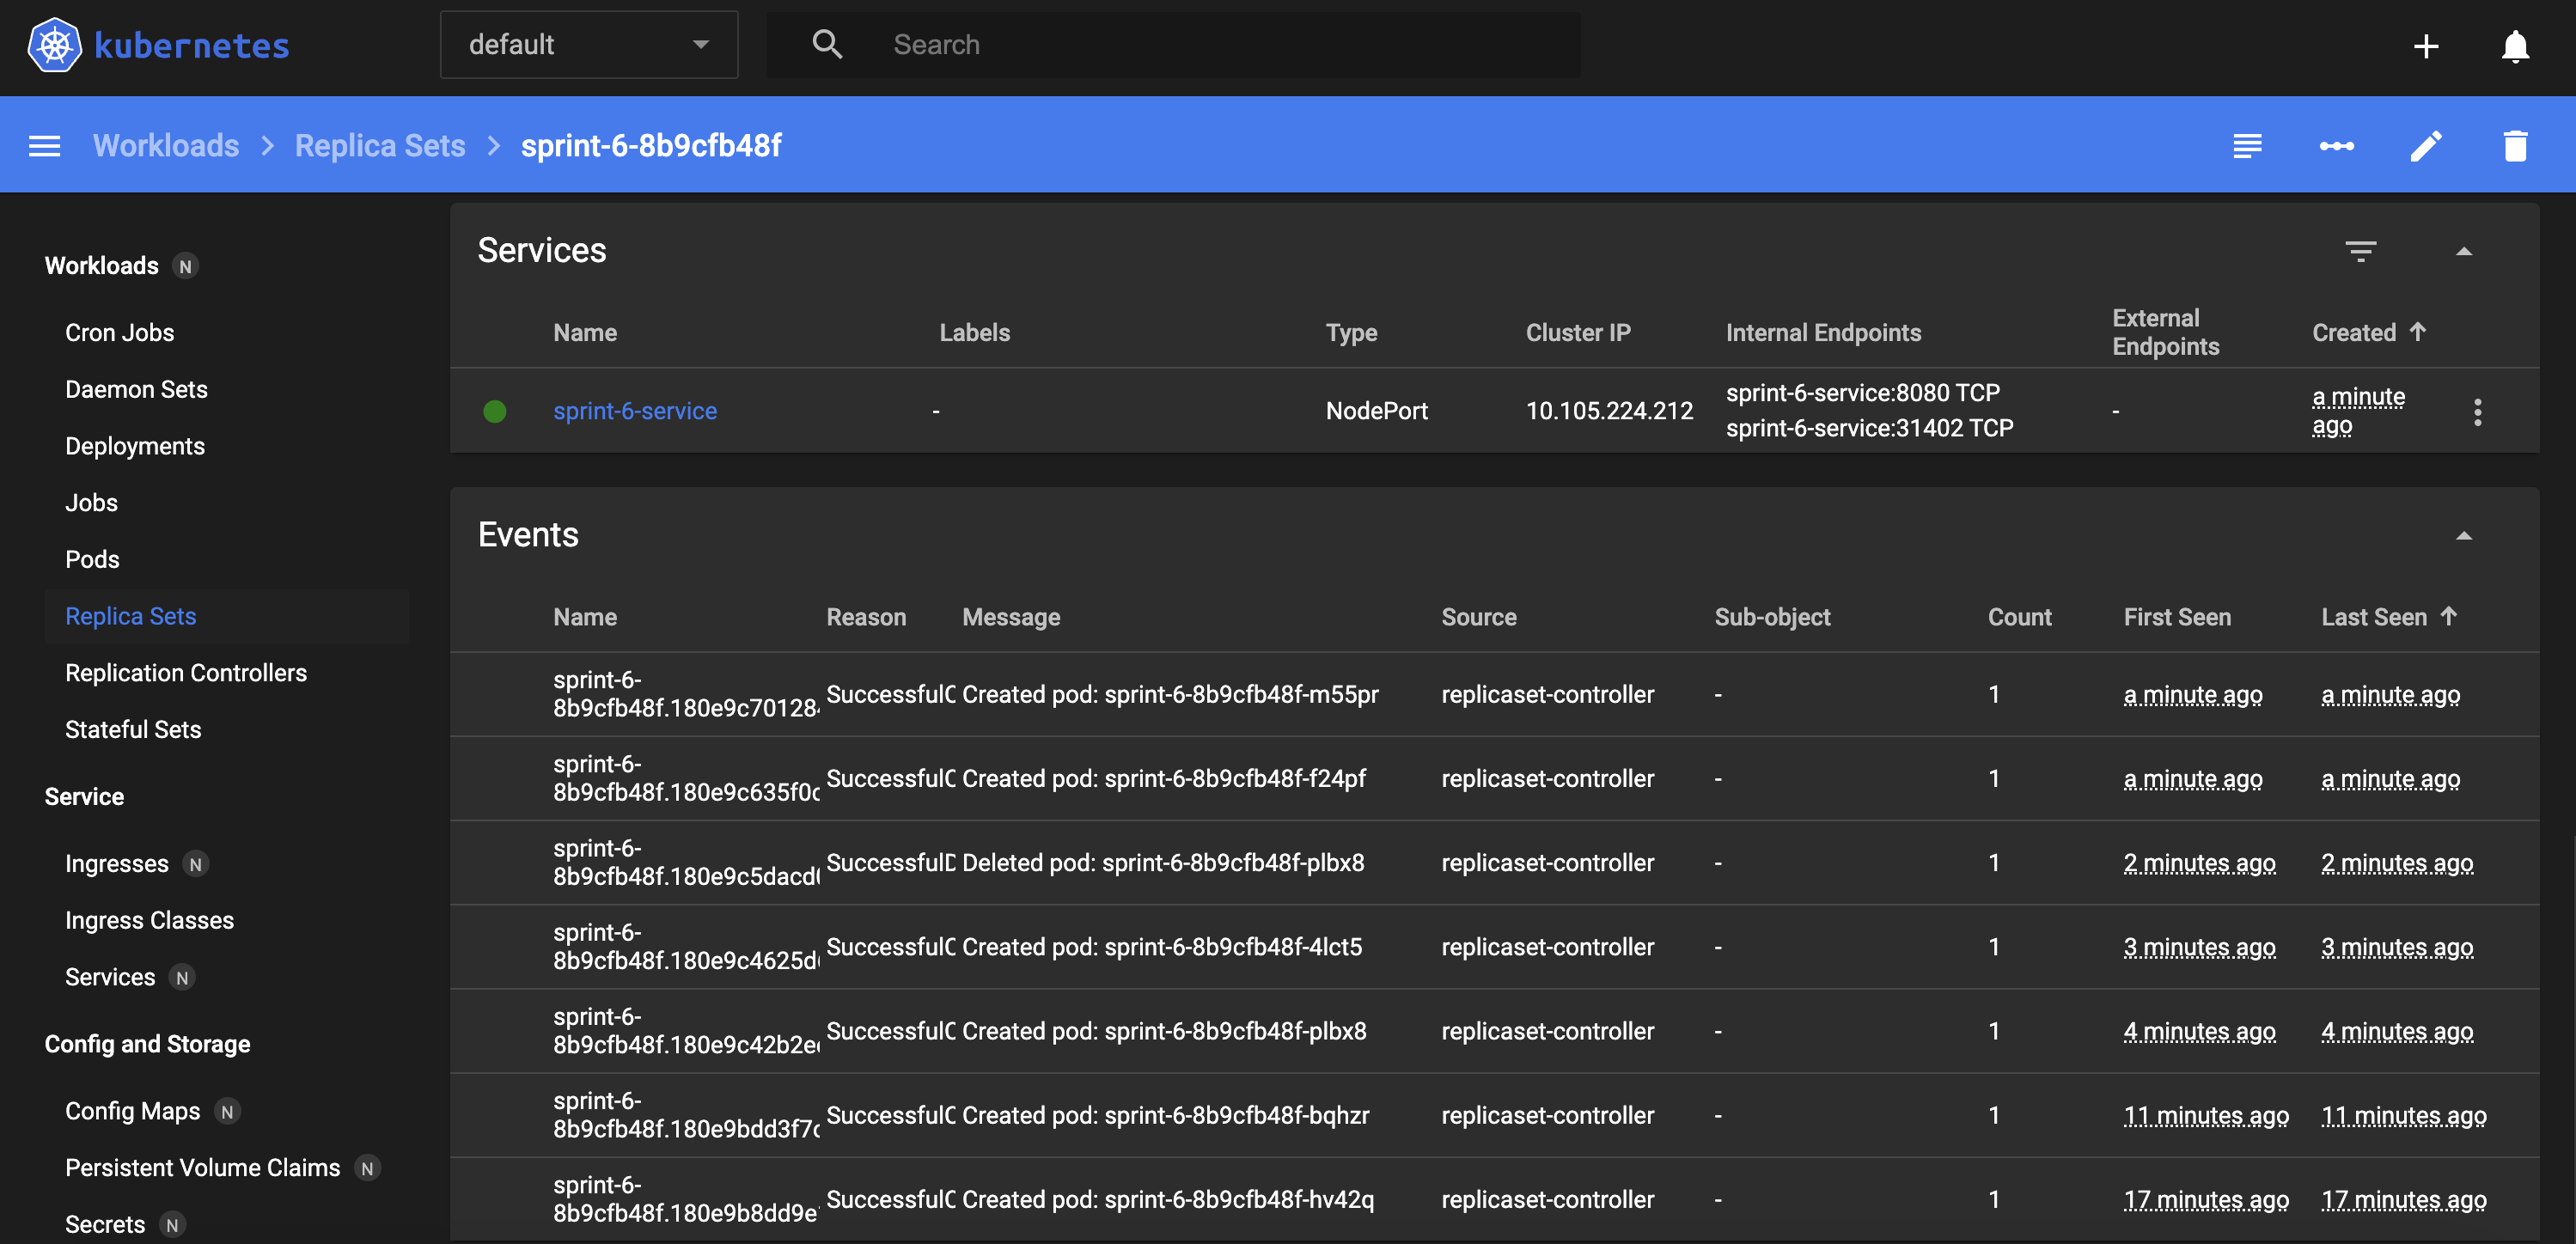 kubernetes
default
Search
Workloads > Replica Sets > sprint-6-8b9cfb48f
Workloads N
Cron Jobs
Daemon Sets
Deployments
Jobs
Pods
Replica Sets
Replication Controllers
Stateful Sets
Service
Ingresses N
Ingress Classes
Services N
Config and Storage
Config Maps N
Persistent Volume Claims N
Secrets N
Services
Name Labels Type Cluster IP Internal Endpoints External Endpoints Created
sprint-6-service - NodePort 10.105.224.212 sprint-6-service:8080 TCP - a minute ago
sprint-6-service:31402 TCP
Events
Name Reason Message Source Sub-object Count First Seen Last Seen
sprint-6-
8b9cfb48f.180e9c70128 SuccessfulC Created pod: sprint-6-8b9cfb48f-m55pr replicaset-controller - 1 a minute ago a minute ago
sprint-6-
8b9cfb48f.180e9c635f0 SuccessfulC Created pod: sprint-6-8b9cfb48f-f24pf replicaset-controller - 1 a minute ago a minute ago
sprint-6-
8b9cfb48f.180e9c5dacd SuccessfulD Deleted pod: sprint-6-8b9cfb48f-plbx8 replicaset-controller - 1 2 minutes ago 2 minutes ago
sprint-6-
8b9cfb48f.180e9c4625d SuccessfulC Created pod: sprint-6-8b9cfb48f-4lct5 replicaset-controller - 1 3 minutes ago 3 minutes ago
sprint-6-
8b9cfb48f.180e9c42b2e SuccessfulC Created pod: sprint-6-8b9cfb48f-plbx8 replicaset-controller - 1 4 minutes ago 4 minutes ago
sprint-6-
8b9cfb48f.180e9bdd3f7 SuccessfulC Created pod: sprint-6-8b9cfb48f-bqhzr replicaset-controller - 1 11 minutes ago 11 minutes ago
sprint-6-
8b9cfb48f.180e9b8dd9e SuccessfulC Created pod: sprint-6-8b9cfb48f-hv42q replicaset-controller - 1 17 minutes ago 17 minutes ago